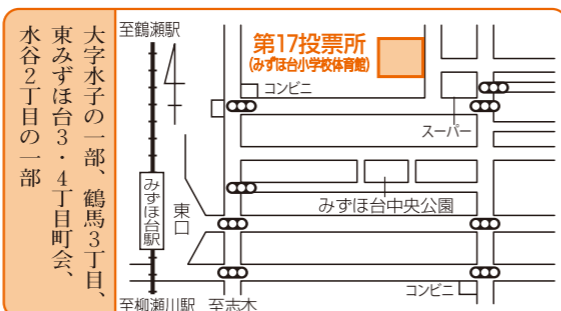 大字水子の一部、鶴馬3丁目、
東みずほ台3・4丁目町会、
水谷2丁目の一部
至鶴瀬駅
第17投票所
(みずほ台小学校体育館)
コンビニ
スーパー
みずほ台駅
東口
みずほ台中央公園
コンビニ
至柳瀬川駅
至志木